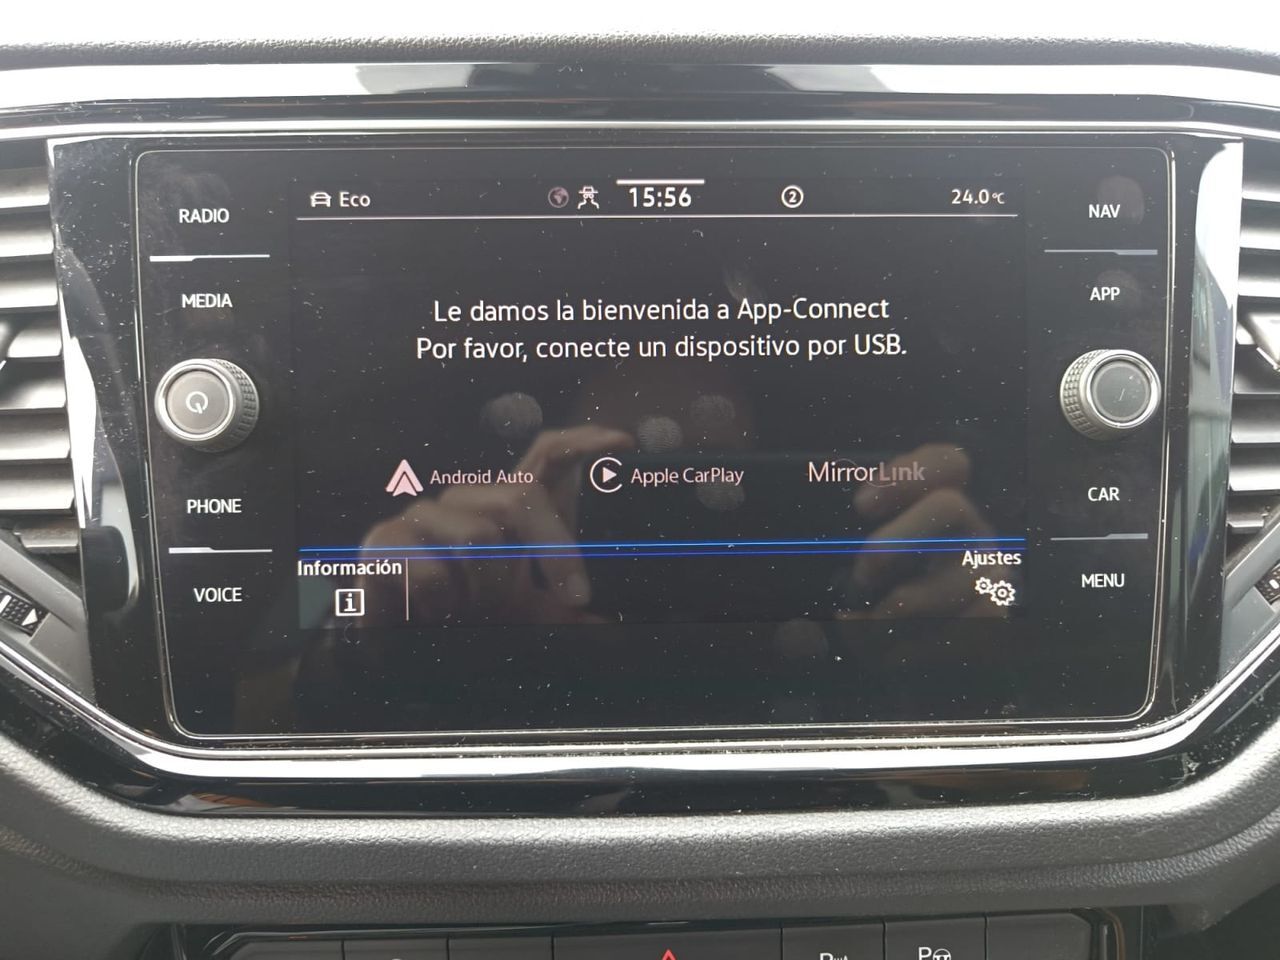 Eco 15:56 2 24.0°C
RADIO
MEDIA
PHONE
VOICE
Le damos la bienvenida a App-Connect
Por favor, conecte un dispositivo por USB.
Android Auto
Apple CarPlay
MirrorLink
Información
i
Ajustes
NAV
APP
CAR
MENU
P
P